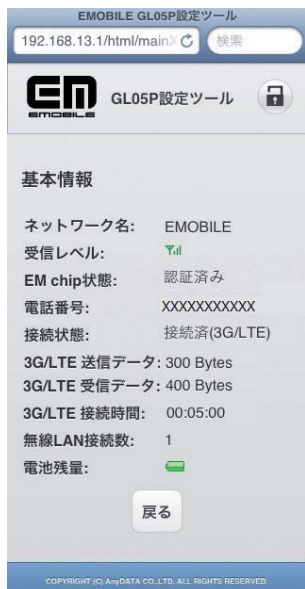 EMOBILE GL05P設定ツール
192.168.13.1/html/mainX 検索
EM
EMOBILE
GL05P設定ツール
基本情報
ネットワーク名: EMOBILE
受信レベル:
EM chip状態: 認証済み
電話番号: XXXXXXXXXXX
接続状態: 接続済(3G/LTE)
3G/LTE 送信データ: 300 Bytes
3G/LTE 受信データ: 400 Bytes
3G/LTE 接続時間: 00:05:00
無線LAN接続数: 1
電池残量:
戻る
COPYRIGHT (C) AnyDATA CO.,LTD. ALL RIGHTS RESERVED.